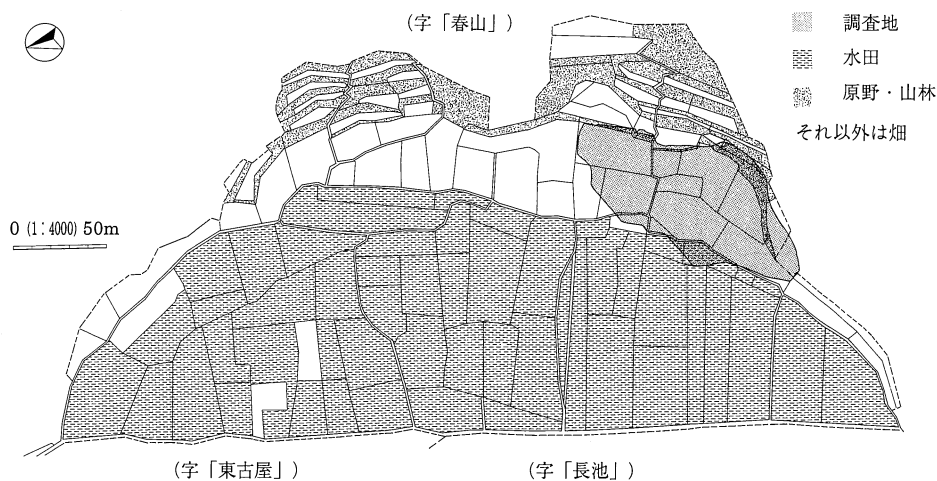 (字「春山」)
調査地
水田
原野・山林
それ以外は畑
0 (1:4000) 50m
(字「東古屋」)
(字「長池」)